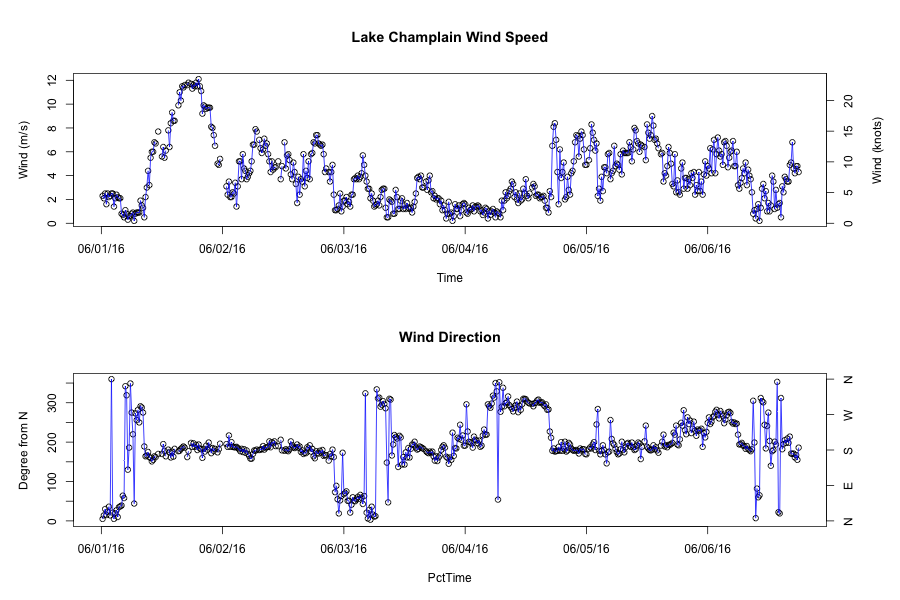 Lake Champlain Wind Speed
Wind (m/s)
12
10
8
6
4
2
0
20
15
10
5
0
Wind (knots)
06/01/16 06/02/16 06/03/16 06/04/16 06/05/16 06/06/16
Time
Wind Direction
Degree from N
300
200
100
0
N
W
S
E
N
06/01/16 06/02/16 06/03/16 06/04/16 06/05/16 06/06/16
PctTime